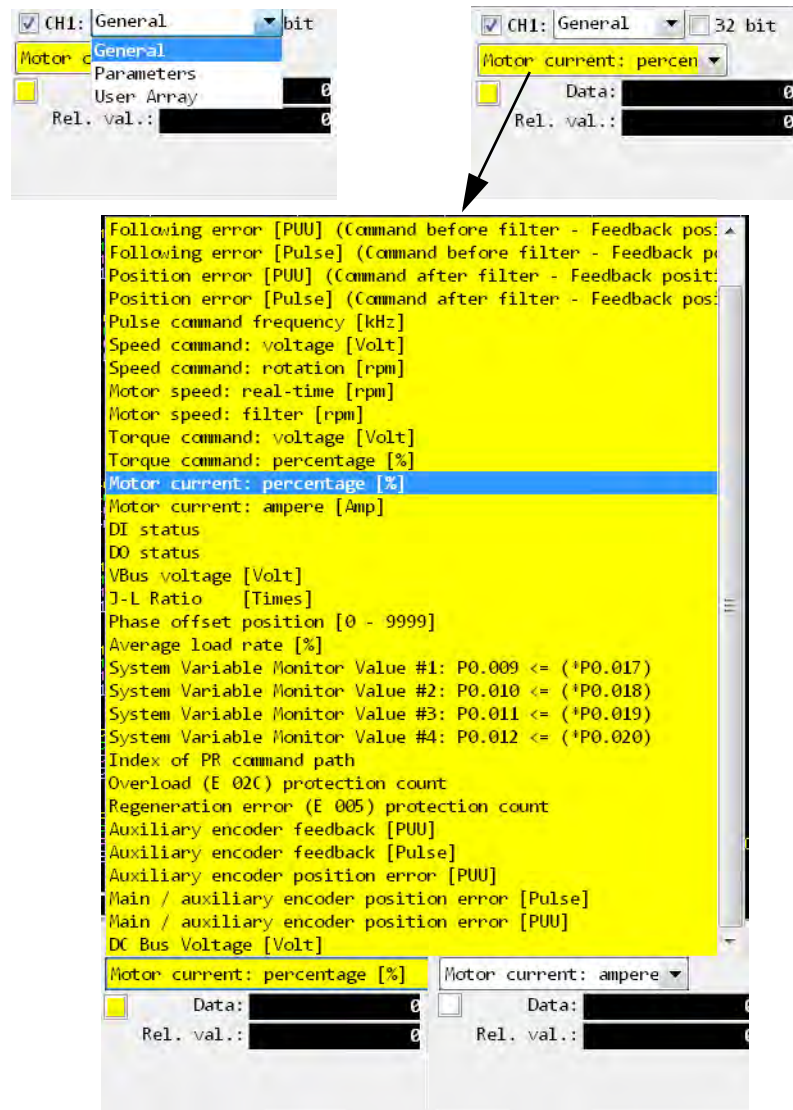 CH1: General bit
General
Parameters
User Array
Motor c
0
Rel. val.: 0
CH1: General 32 bit
Motor current: percen
Data: 0
Rel. val.: 0
Following error [PUU] (Command before filter - Feedback posi
Following error [Pulse] (Command before filter - Feedback po
Position error [PUU] (Command after filter - Feedback positi
Position error [Pulse] (Command after filter - Feedback posi
Pulse command frequency [kHz]
Speed command: voltage [Volt]
Speed command: rotation [rpm]
Motor speed: real-time [rpm]
Motor speed: filter [rpm]
Torque command: voltage [Volt]
Torque command: percentage [%]
Motor current: percentage [%]
Motor current: ampere [Amp]
DI status
DO status
VBus voltage [Volt]
J-L Ratio [Times]
Phase offset position [0 - 9999]
Average load rate [%]
System Variable Monitor Value #1: P0.009 <= (*P0.017)
System Variable Monitor Value #2: P0.010 <= (*P0.018)
System Variable Monitor Value #3: P0.011 <= (*P0.019)
System Variable Monitor Value #4: P0.012 <= (*P0.020)
Index of PR command path
Overload (E 02C) protection count
Regeneration error (E 005) protection count
Auxiliary encoder feedback [PUU]
Auxiliary encoder feedback [Pulse]
Auxiliary encoder position error [PUU]
Main / auxiliary encoder position error [Pulse]
Main / auxiliary encoder position error [PUU]
DC Bus Voltage [Volt]
Motor current: percentage [%] Motor current: ampere
Data: 0 Data: 0
Rel. val.: 0 Rel. val.: 0